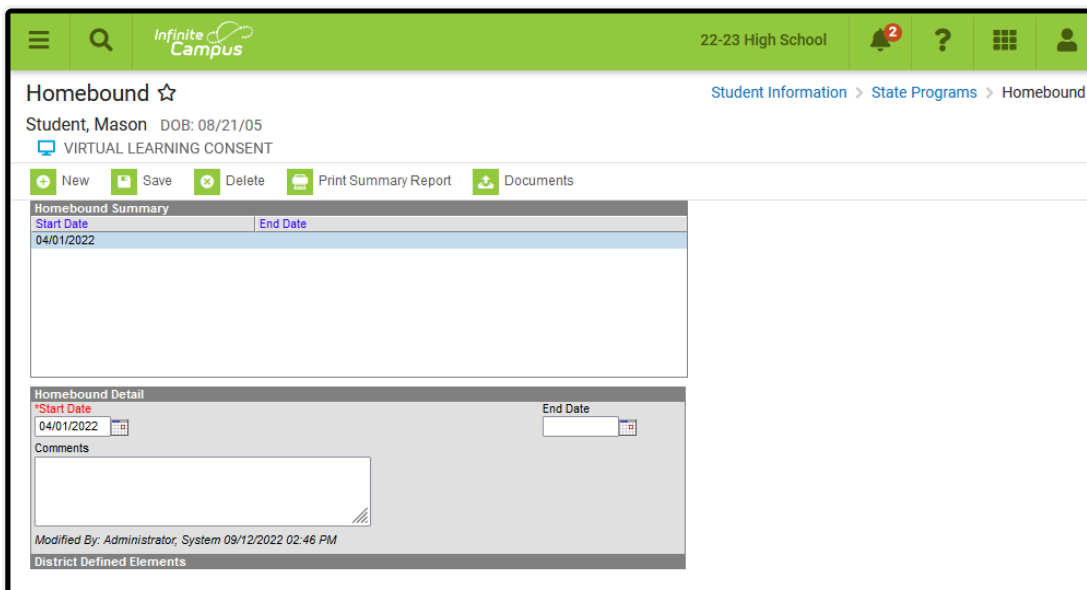 Infinite Campus 22-23 High School 2 ?
Homebound Student Information > State Programs > Homebound
Student, Mason DOB: 08/21/05
VIRTUAL LEARNING CONSENT
New Save Delete Print Summary Report Documents
Homebound Summary
Start Date End Date
04/01/2022
Homebound Detail
*Start Date End Date
04/01/2022
Comments
Modified By: Administrator, System 09/12/2022 02:46 PM
District Defined Elements